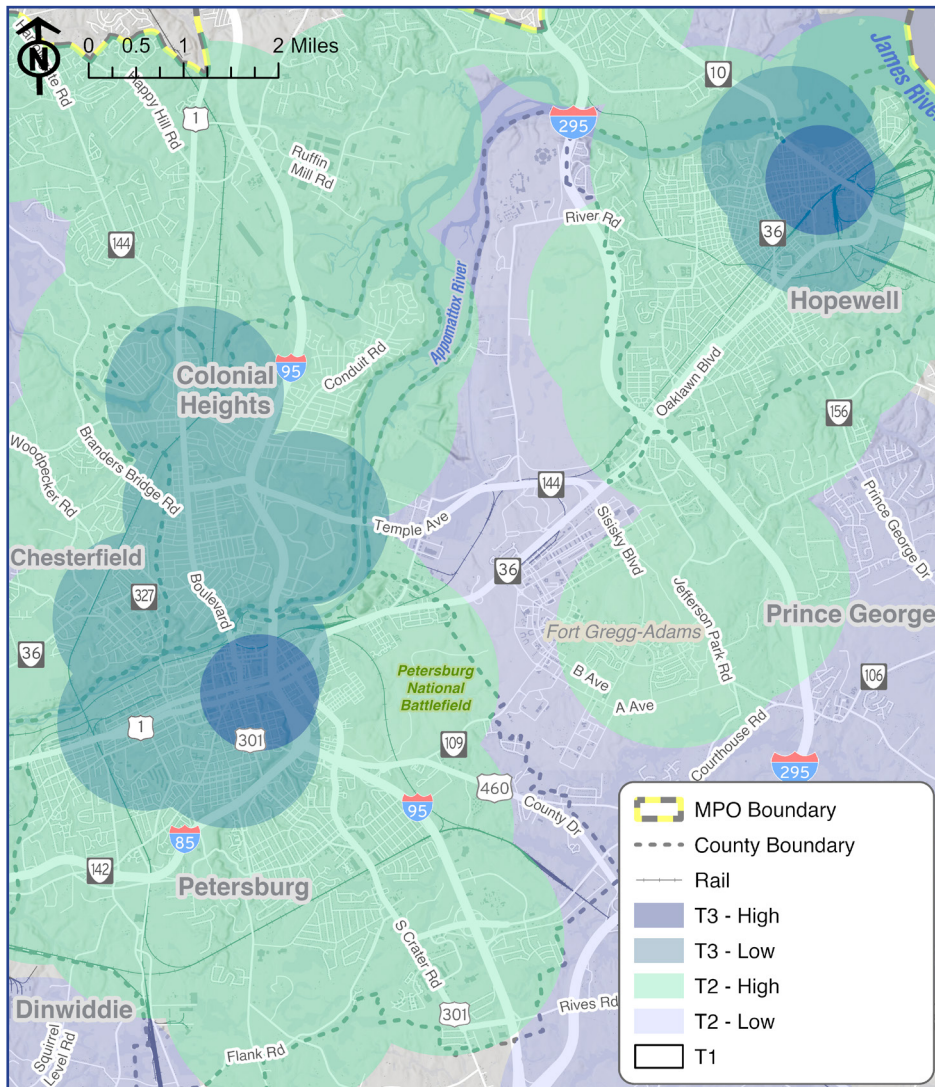 0 0.5 1 2 Miles
N
Happy Hill Rd
1
10
James River
295
Ruffin
Mill Rd
River Rd
144
36
Hopewell
Appomattox River
95
Conduit Rd
Colonial
Heights
Oaklawn Blvd
156
Woodpecker Rd
Branders Bridge Rd
Prince George Dr
144
Temple Ave
Sisisky Blvd
Chesterfield
36
327
Boulevard
Jefferson Park Rd
Prince George
Fort Gregg-Adams
36
Petersburg
National
Battlefield
B Ave
106
A Ave
1
301
109
Courthouse Rd
295
460
County Dr
95
85
142
Petersburg
S Crater Rd
Dinwiddie
301
Rives Rd
Squirrel
Level Rd
Flank Rd
MPO Boundary
County Boundary
Rail
T3 - High
T3 - Low
T2 - High
T2 - Low
T1